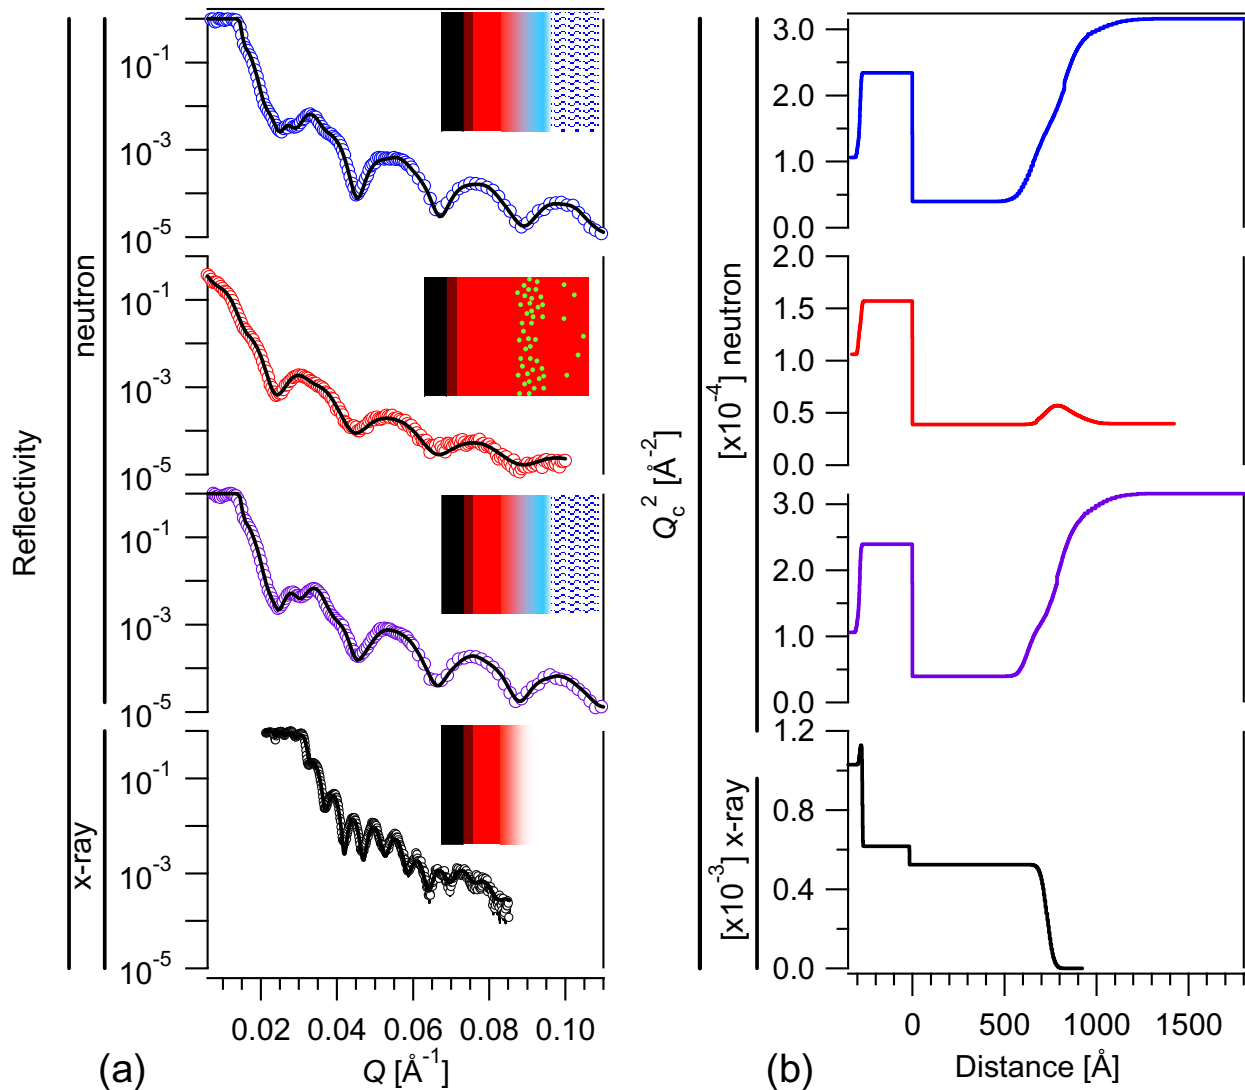 neutron
x-ray
Reflectivity
10^-1
10^-3
10^-5
10^-1
10^-3
10^-5
10^-1
10^-3
10^-5
10^-1
10^-3
10^-5
0.02 0.04 0.06 0.08 0.10
(a) Q [Å^-1]
Q_c^2 [Å^-2]
[x10^-4] neutron
[x10^-3] x-ray
3.0
2.0
1.0
0.0
2.0
1.5
1.0
0.5
0.0
3.0
2.0
1.0
0.0
1.2
0.8
0.4
0.0
0 500 1000 1500
(b) Distance [Å]